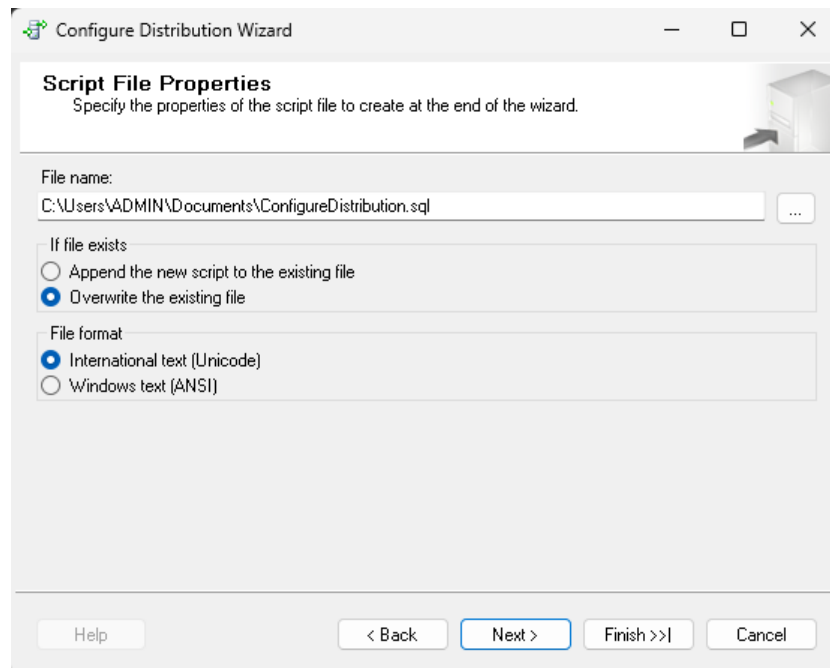 Configure Distribution Wizard
Script File Properties
Specify the properties of the script file to create at the end of the wizard.
File name:
C:\Users\ADMIN\Documents\ConfigureDistribution.sql
...
If file exists
Append the new script to the existing file
Overwrite the existing file
File format
International text (Unicode)
Windows text (ANSI)
Help
< Back
Next >
Finish >>|
Cancel